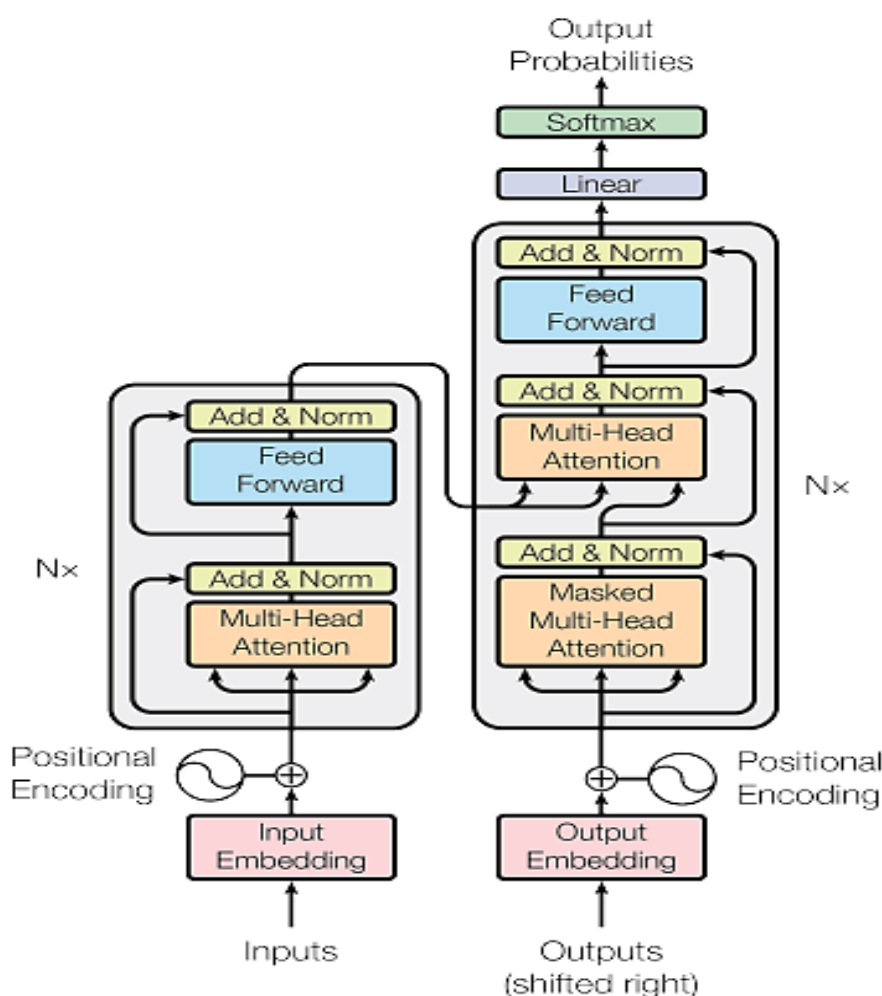 Output
Probabilities
Softmax
Linear
Add & Norm
Feed
Forward
Add & Norm
Multi-Head
Attention
Add & Norm
Masked
Multi-Head
Attention
Nx
Add & Norm
Feed
Forward
Add & Norm
Multi-Head
Attention
Nx
Positional
Encoding
Positional
Encoding
Input
Embedding
Output
Embedding
Inputs
Outputs
(shifted right)